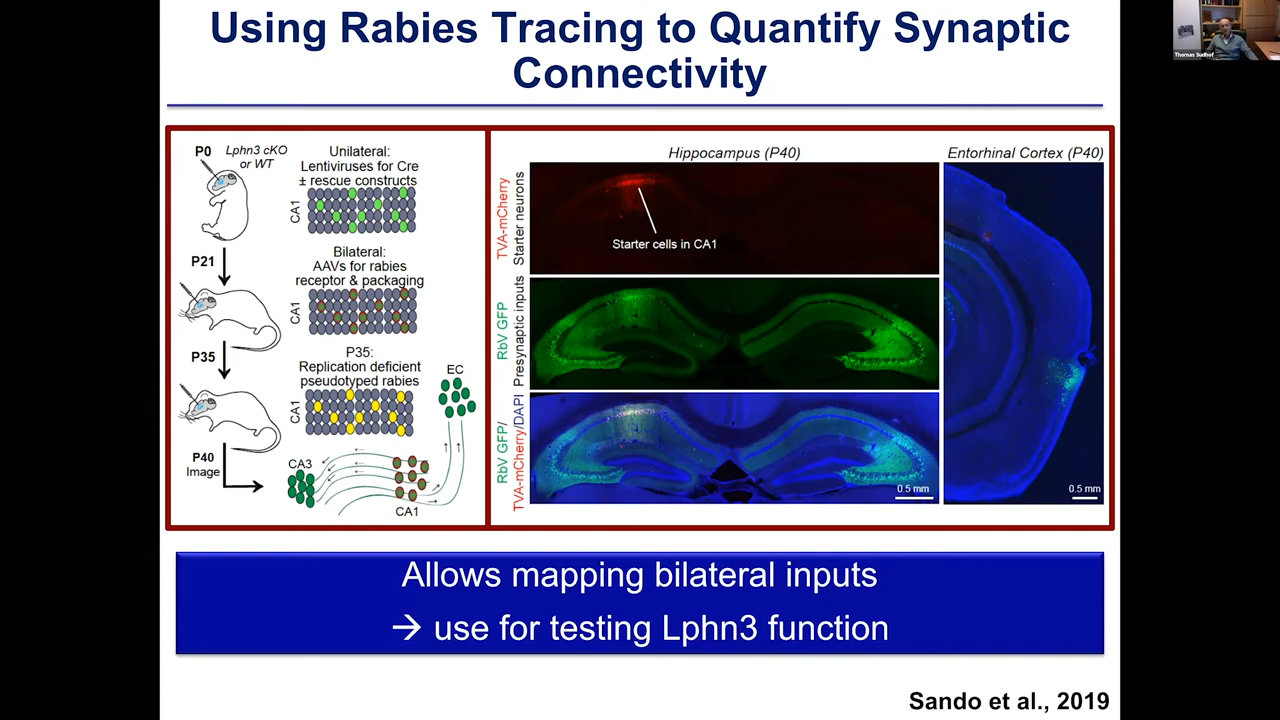 Using Rabies Tracing to Quantify Synaptic
Connectivity
Thomas Sudhof
P0
Lphn3 cKO
or WT
Unilateral:
Lentiviruses for Cre
± rescue constructs
CA1
P21
Bilateral:
AAVs for rabies
receptor & packaging
CA1
P35
P35:
Replication deficient
pseudotyped rabies
CA1
EC
P40
Image
CA3
CA1
Hippocampus (P40)
Entorhinal Cortex (P40)
TVA-mCherry
Starter neurons
Starter cells in CA1
RbV GFP
Presynaptic inputs
RbV GFP/
TVA-mCherry/DAPI
0.5 mm
0.5 mm
Allows mapping bilateral inputs
→ use for testing Lphn3 function
Sando et al., 2019